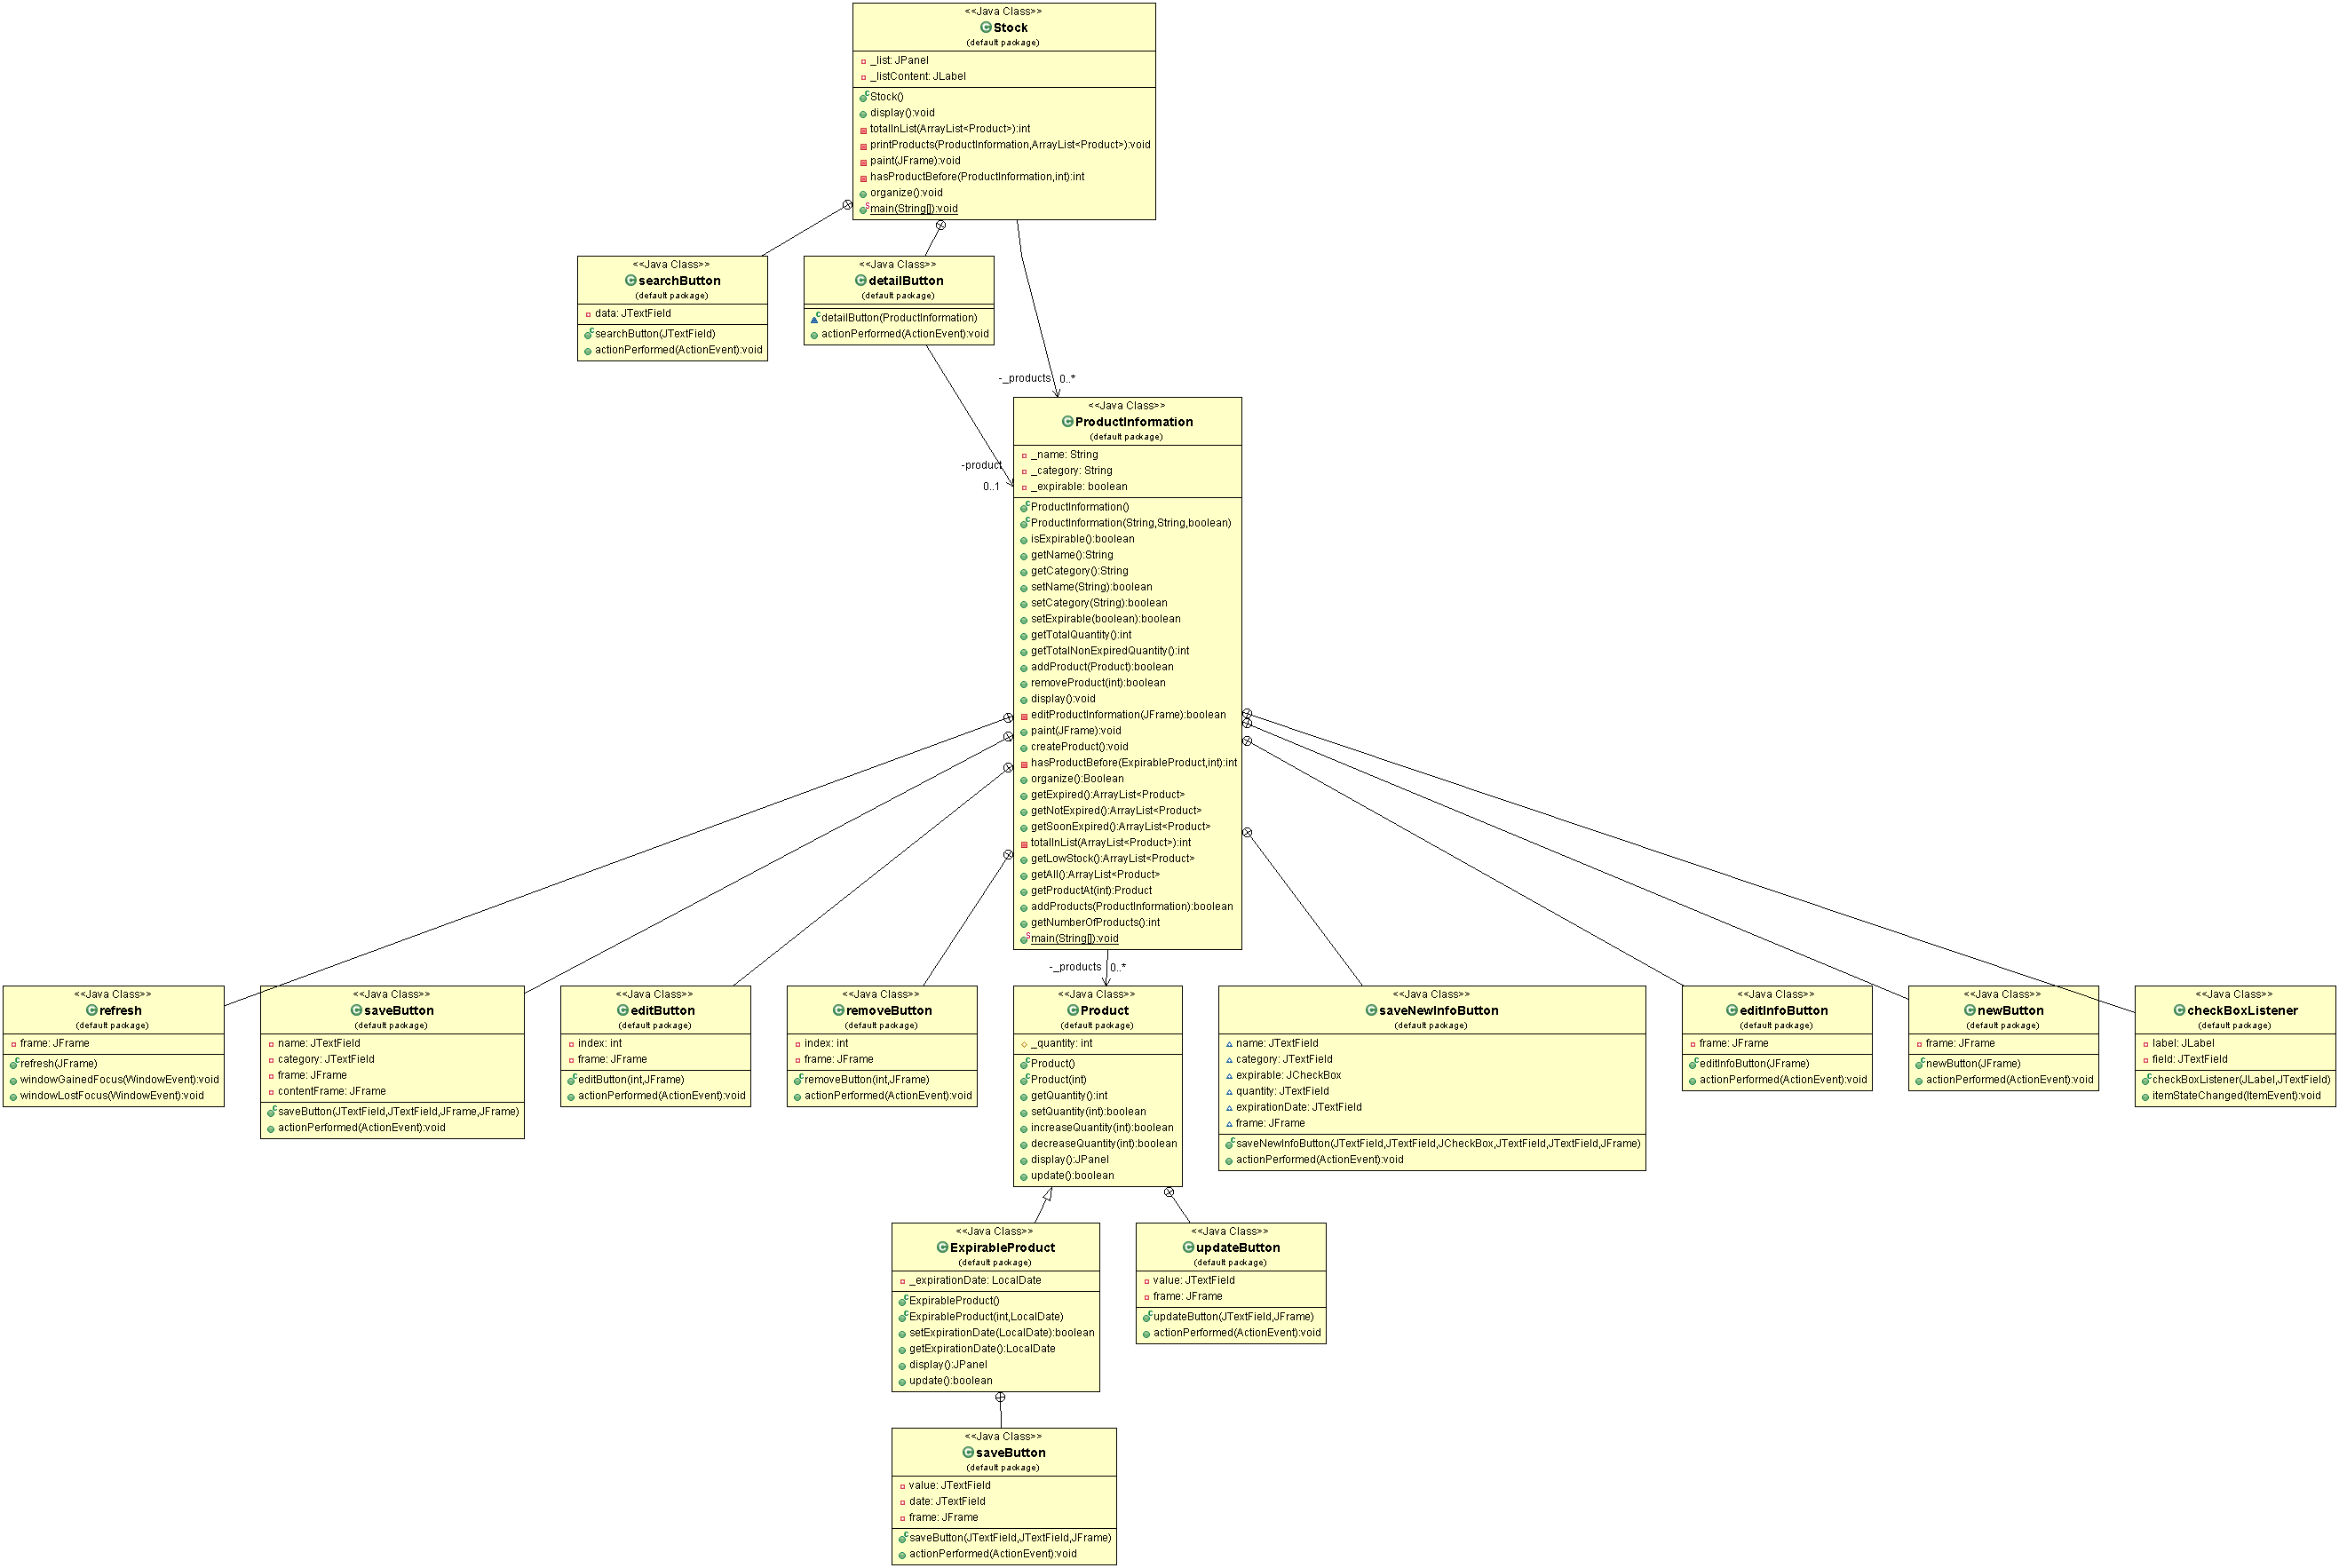 <<Java Class>>
Stock
(default package)
_list: JPanel
_listContent: JLabel
Stock()
display():void
totalInList(ArrayList<Product>):int
printProducts(ProductInformation,ArrayList<Product>):void
paint(JFrame):void
hasProductBefore(ProductInformation,int):int
organize():void
main(String[]):void
<<Java Class>>
searchButton
(default package)
data: JTextField
searchButton(JTextField)
actionPerformed(ActionEvent):void
<<Java Class>>
detailButton
(default package)
detailButton(ProductInformation)
actionPerformed(ActionEvent):void
-_products 0..*
-product
0..1
<<Java Class>>
ProductInformation
(default package)
_name: String
_category: String
_expirable: boolean
ProductInformation()
ProductInformation(String,String,boolean)
isExpirable():boolean
getName():String
getCategory():String
setName(String):boolean
setCategory(String):boolean
setExpirable(boolean):boolean
getTotalQuantity():int
getTotalNonExpiredQuantity():int
addProduct(Product):boolean
removeProduct(int):boolean
display():void
editProductInformation(JFrame):boolean
paint(JFrame):void
createProduct():void
hasProductBefore(ExpirableProduct,int):int
organize():Boolean
getExpired():ArrayList<Product>
getNotExpired():ArrayList<Product>
getSoonExpired():ArrayList<Product>
totalInList(ArrayList<Product>):int
getLowStock():ArrayList<Product>
getAll():ArrayList<Product>
getProductAt(int):Product
addProducts(ProductInformation):boolean
getNumberOfProducts():int
main(String[]):void
-_products 0..*
<<Java Class>>
refresh
(default package)
frame: JFrame
refresh(JFrame)
windowGainedFocus(WindowEvent):void
windowLostFocus(WindowEvent):void
<<Java Class>>
saveButton
(default package)
name: JTextField
category: JTextField
frame: JFrame
contentFrame: JFrame
saveButton(JTextField,JTextField,JFrame,JFrame)
actionPerformed(ActionEvent):void
<<Java Class>>
editButton
(default package)
index: int
frame: JFrame
editButton(int,JFrame)
actionPerformed(ActionEvent):void
<<Java Class>>
removeButton
(default package)
index: int
frame: JFrame
removeButton(int,JFrame)
actionPerformed(ActionEvent):void
<<Java Class>>
Product
(default package)
_quantity: int
Product()
Product(int)
getQuantity():int
setQuantity(int):boolean
increaseQuantity(int):boolean
decreaseQuantity(int):boolean
display():JPanel
update():boolean
<<Java Class>>
saveNewInfoButton
(default package)
name: JTextField
category: JTextField
expirable: JCheckBox
quantity: JTextField
expirationDate: JTextField
frame: JFrame
saveNewInfoButton(JTextField,JTextField,JCheckBox,JTextField,JTextField,JFrame)
actionPerformed(ActionEvent):void
<<Java Class>>
editInfoButton
(default package)
frame: JFrame
editInfoButton(JFrame)
actionPerformed(ActionEvent):void
<<Java Class>>
newButton
(default package)
frame: JFrame
newButton(JFrame)
actionPerformed(ActionEvent):void
<<Java Class>>
checkBoxListener
(default package)
label: JLabel
field: JTextField
checkBoxListener(JLabel,JTextField)
itemStateChanged(ItemEvent):void
<<Java Class>>
ExpirableProduct
(default package)
_expirationDate: LocalDate
ExpirableProduct()
ExpirableProduct(int,LocalDate)
setExpirationDate(LocalDate):boolean
getExpirationDate():LocalDate
display():JPanel
update():boolean
<<Java Class>>
updateButton
(default package)
value: JTextField
frame: JFrame
updateButton(JTextField,JFrame)
actionPerformed(ActionEvent):void
<<Java Class>>
saveButton
(default package)
value: JTextField
date: JTextField
frame: JFrame
saveButton(JTextField,JTextField,JFrame)
actionPerformed(ActionEvent):void